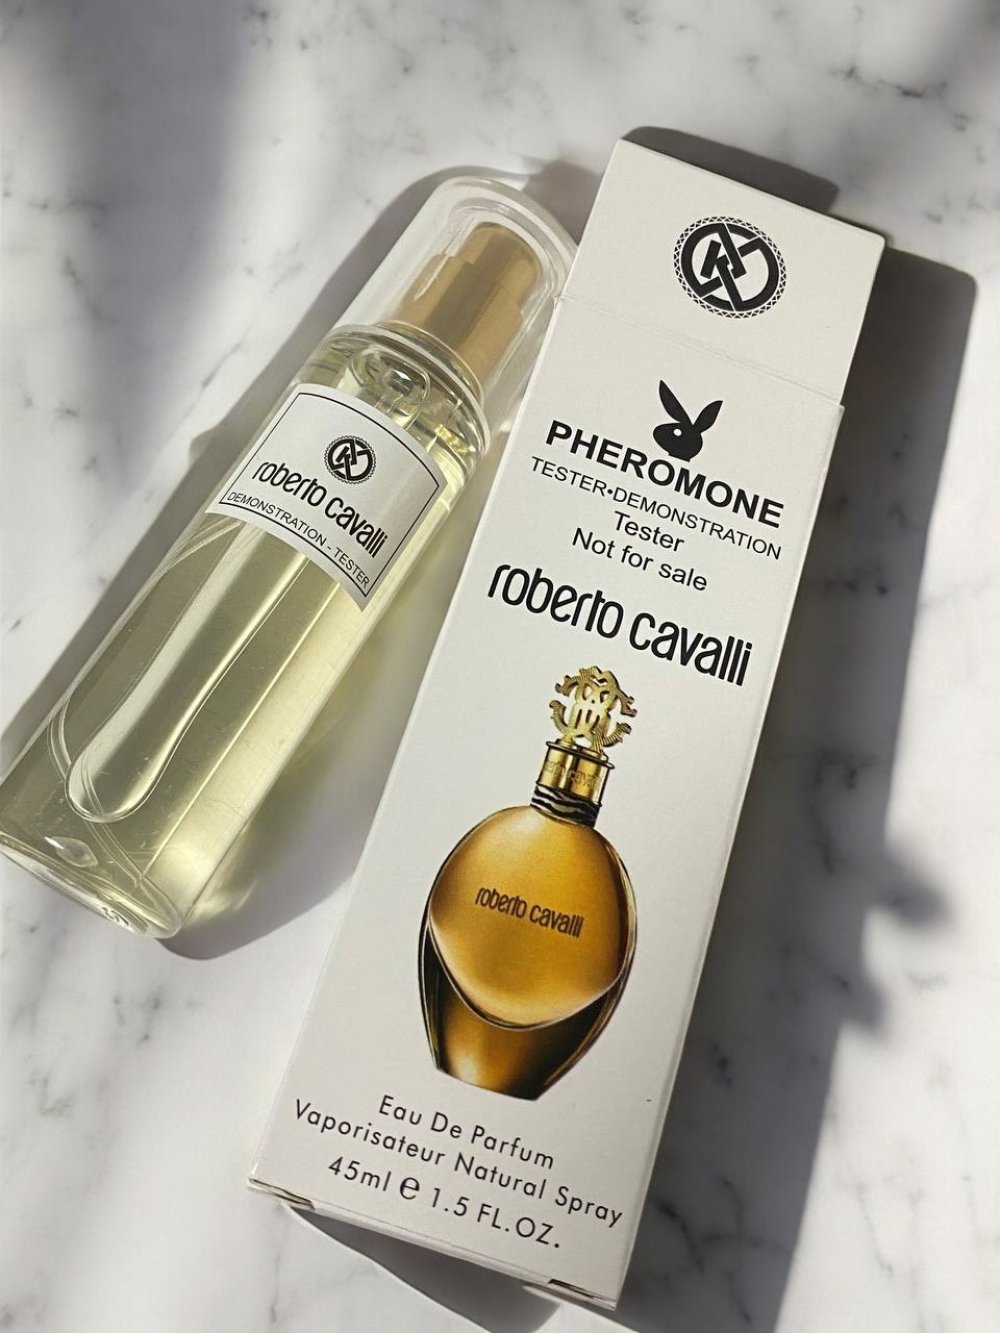 roberto cavalli
DEMONSTRATION - TESTER
PHEROMONE
TESTER•DEMONSTRATION
Tester
Not for sale
roberto cavalli
roberto cavalli
Eau De Parfum
Vaporisateur Natural Spray
45ml e 1.5 FL.OZ.